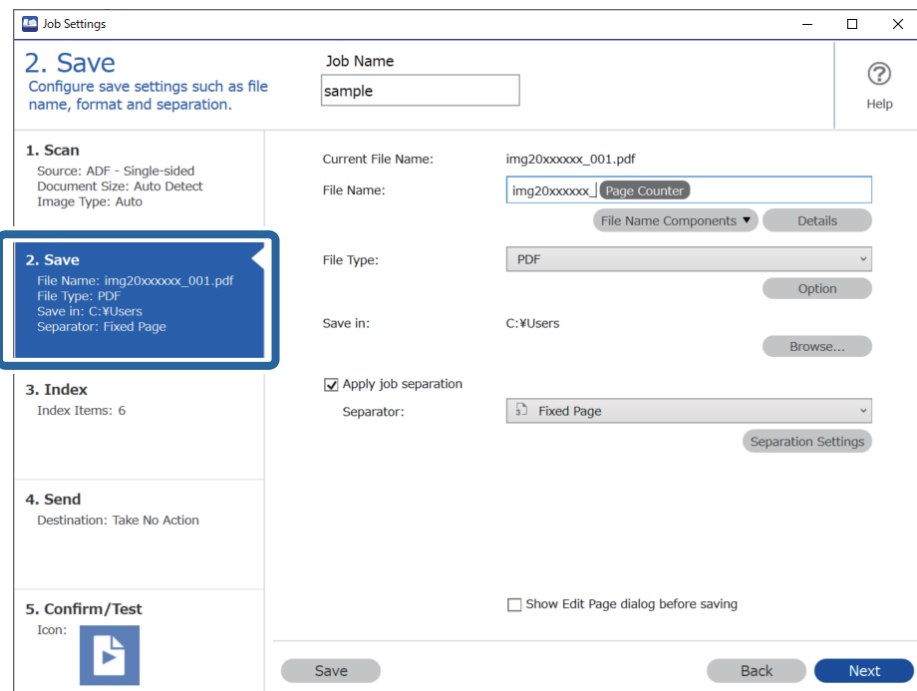 Job Settings
2. Save
Configure save settings such as file
name, format and separation.
Job Name
sample
Help
1. Scan
Source: ADF - Single-sided
Document Size: Auto Detect
Image Type: Auto
2. Save
File Name: img20xxxxxx_001.pdf
File Type: PDF
Save in: C:¥Users
Separator: Fixed Page
3. Index
Index Items: 6
4. Send
Destination: Take No Action
5. Confirm/Test
Icon:
Current File Name: img20xxxxxx_001.pdf
File Name: img20xxxxxx_ Page Counter
File Name Components ▼ Details
File Type: PDF
Option
Save in: C:¥Users
Browse...
Apply job separation
Separator: Fixed Page
Separation Settings
Show Edit Page dialog before saving
Save Back Next